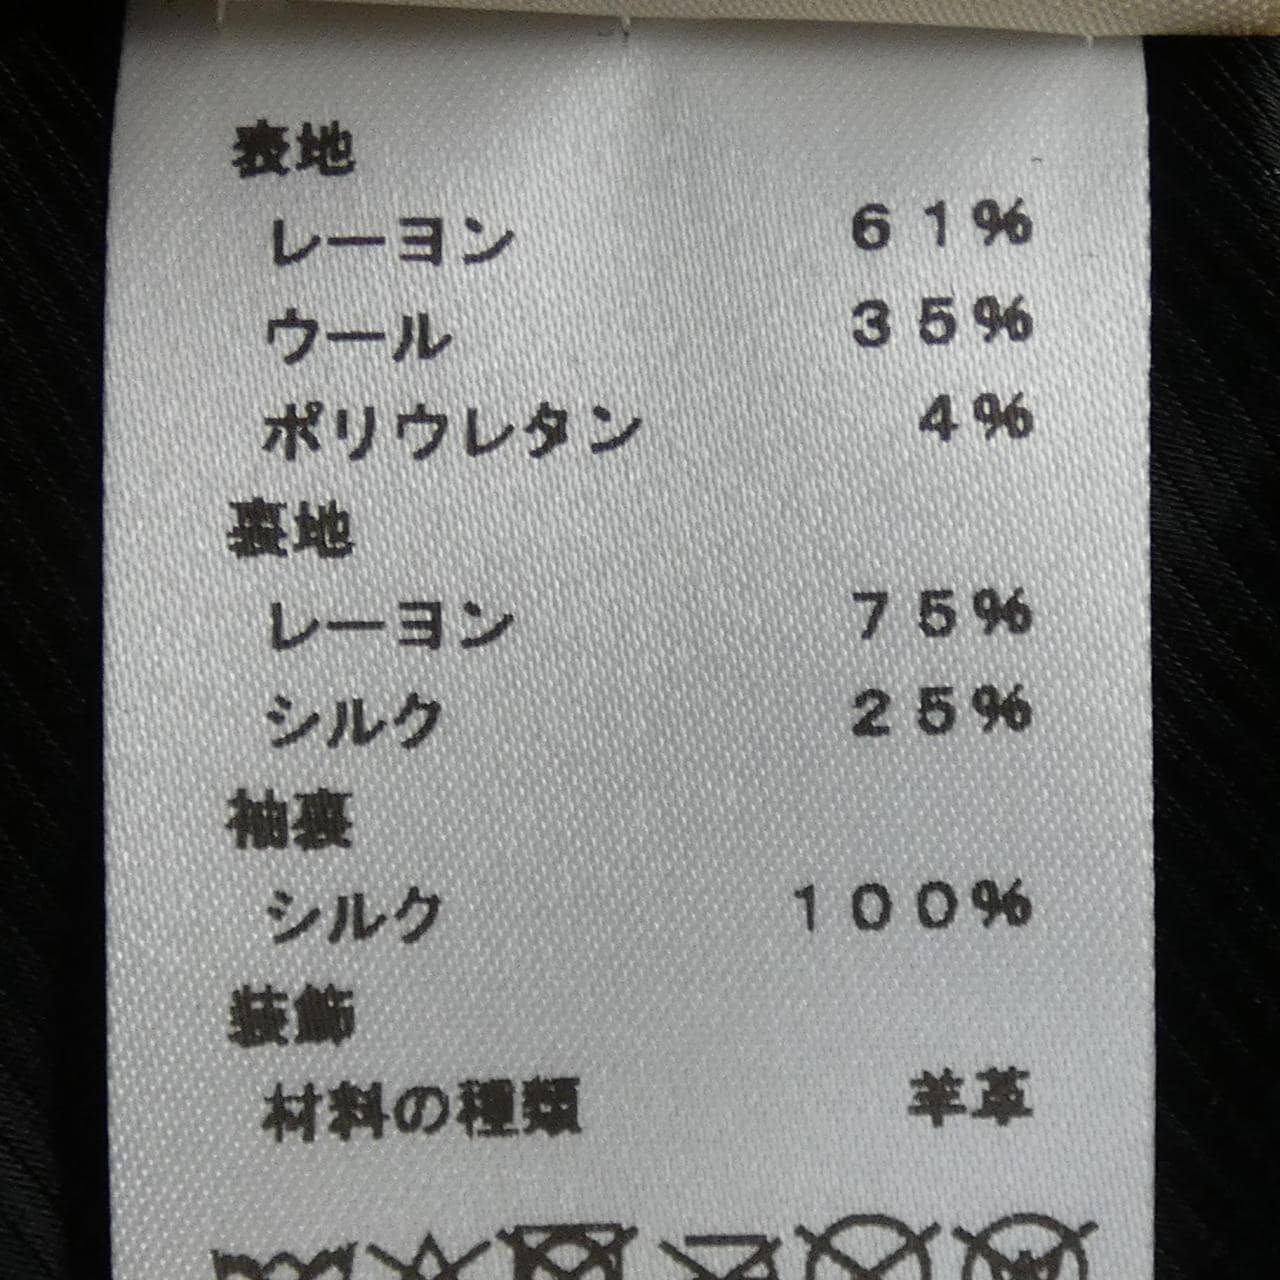 表地
レーヨン ６１％
ウール ３５％
ポリウレタン ４％
裏地
レーヨン ７５％
シルク ２５％
袖裏
シルク １００％
装飾
材料の種類 羊革